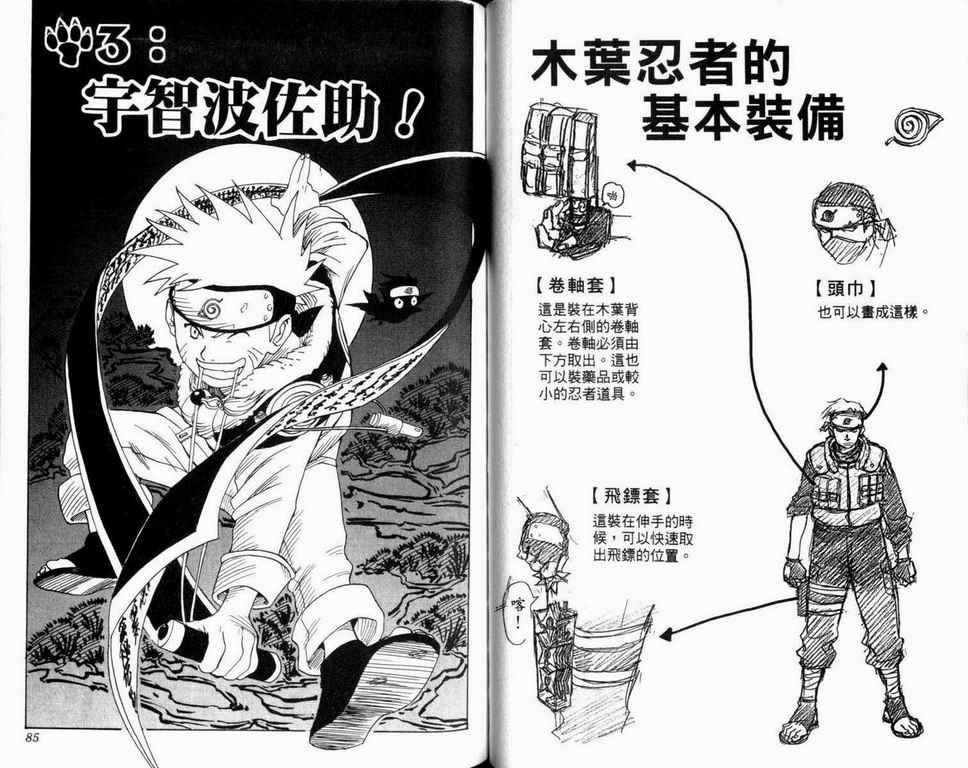 3：
宇智波佐助！
85
木葉忍者的
基本裝備
【卷軸套】
這是裝在木葉背
心左右側的卷軸
套。卷軸必須由
下方取出。這也
可以裝藥品或較
小的忍者道具。
【頭巾】
也可以畫成這樣。
【飛鏢套】
這裝在伸手的時
候，可以快速取
出飛鏢的位置。
喀！